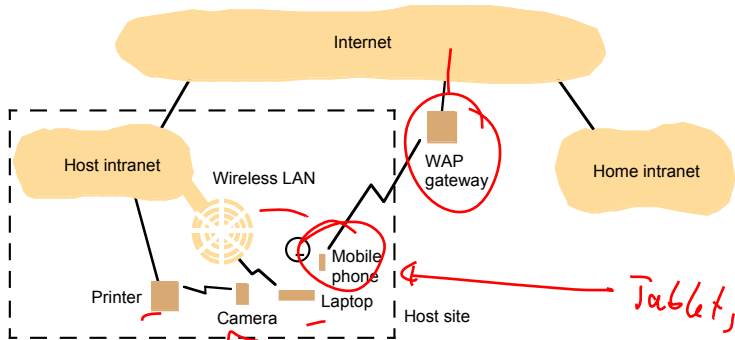 Internet
Host intranet
Wireless LAN
WAP
gateway
Home intranet
Mobile
phone
Printer
Camera
Laptop
Host site
Tablet,